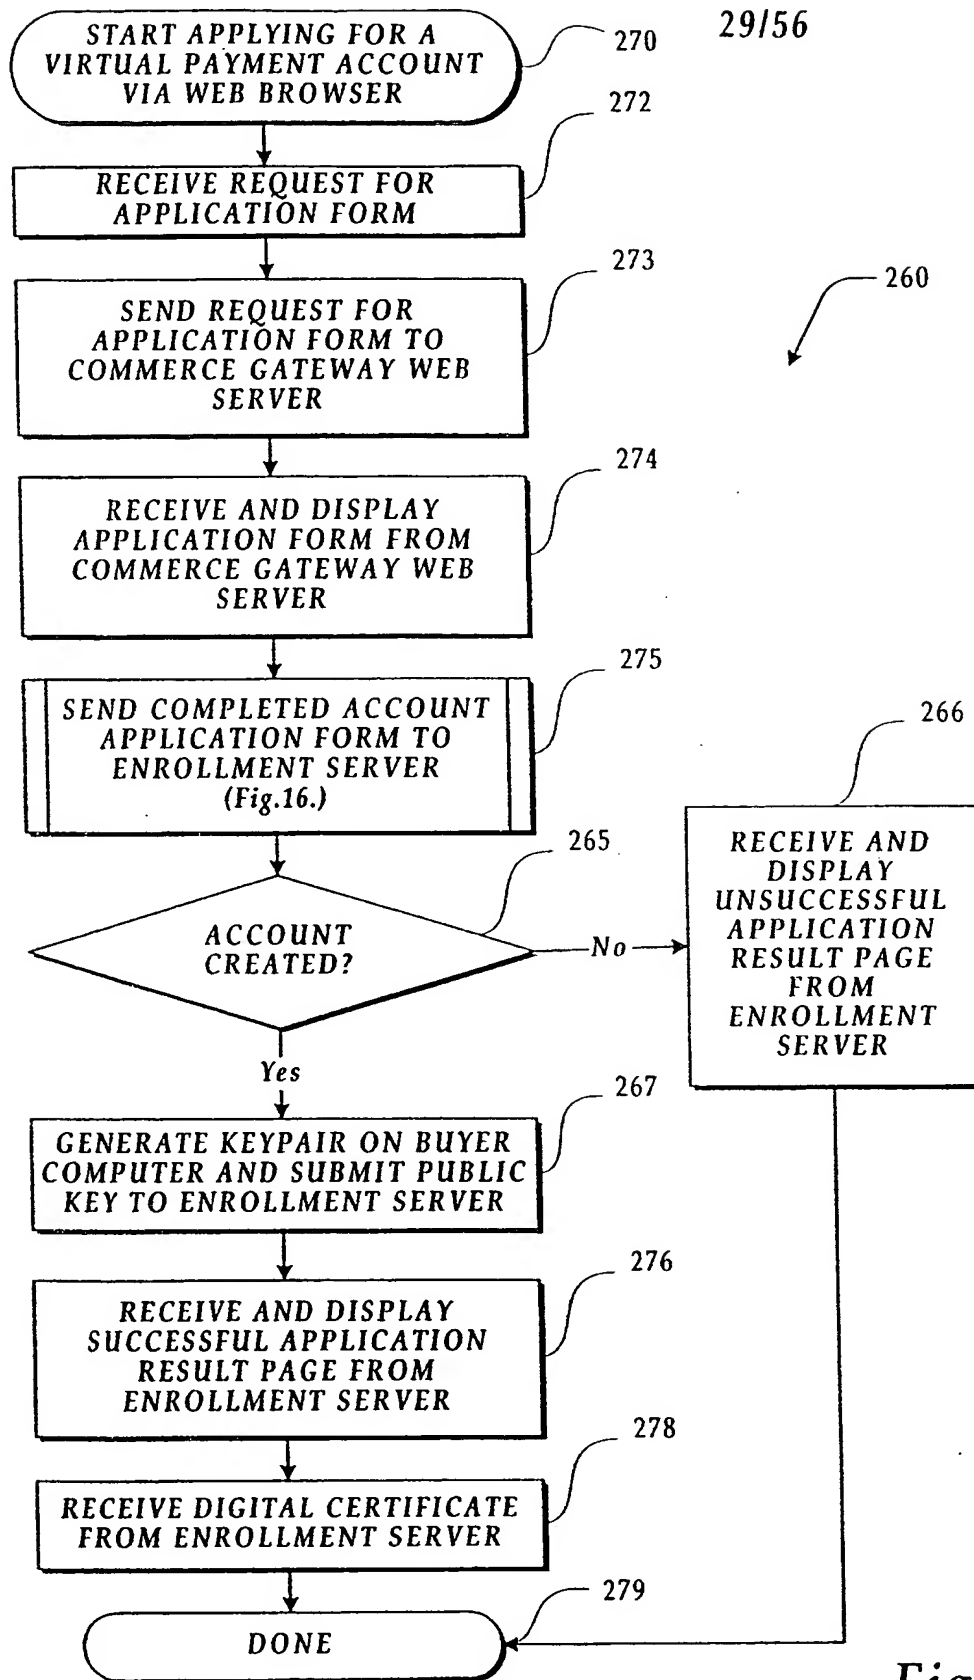 29/56
START APPLYING FOR A
VIRTUAL PAYMENT ACCOUNT
VIA WEB BROWSER
270
272
RECEIVE REQUEST FOR
APPLICATION FORM
273
SEND REQUEST FOR
APPLICATION FORM TO
COMMERCE GATEWAY WEB
SERVER
260
274
RECEIVE AND DISPLAY
APPLICATION FORM FROM
COMMERCE GATEWAY WEB
SERVER
275
SEND COMPLETED ACCOUNT
APPLICATION FORM TO
ENROLLMENT SERVER
(Fig.16.)
265
ACCOUNT
CREATED?
No
266
RECEIVE AND
DISPLAY
UNSUCCESSFUL
APPLICATION
RESULT PAGE
FROM
ENROLLMENT
SERVER
Yes
267
GENERATE KEYPAIR ON BUYER
COMPUTER AND SUBMIT PUBLIC
KEY TO ENROLLMENT SERVER
276
RECEIVE AND DISPLAY
SUCCESSFUL APPLICATION
RESULT PAGE FROM
ENROLLMENT SERVER
278
RECEIVE DIGITAL CERTIFICATE
FROM ENROLLMENT SERVER
279
DONE